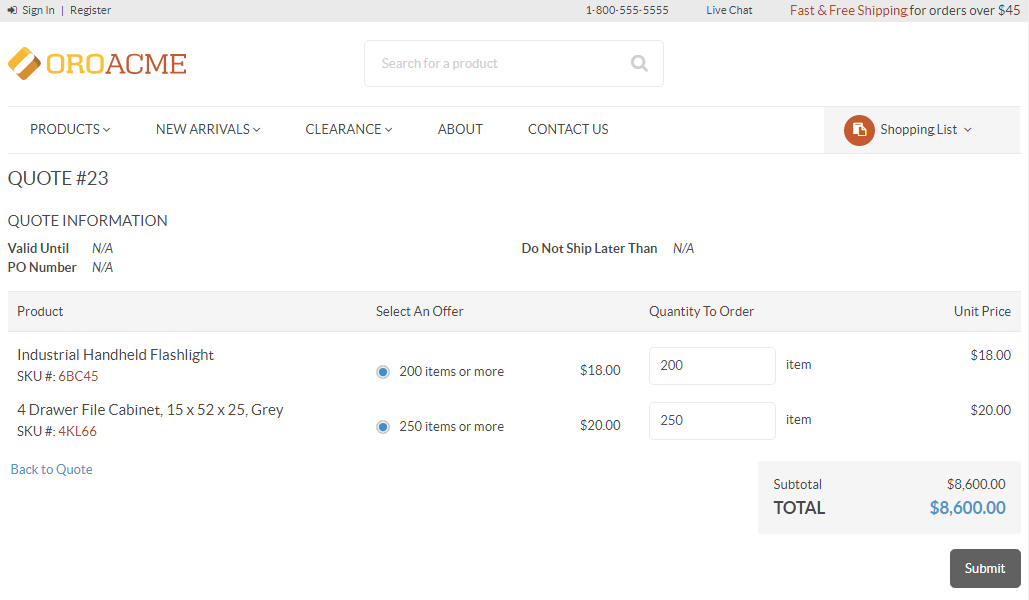 Sign In | Register 1-800-555-5555 Live Chat Fast & Free Shipping for orders over $45
OROACME Search for a product
PRODUCTS NEW ARRIVALS CLEARANCE ABOUT CONTACT US Shopping List
QUOTE #23
QUOTE INFORMATION
Valid Until N/A Do Not Ship Later Than N/A
PO Number N/A
Product Select An Offer Quantity To Order Unit Price
Industrial Handheld Flashlight $18.00
200 items or more $18.00 200 item
SKU #: 6BC45
4 Drawer File Cabinet, 15 x 52 x 25, Grey $20.00
250 items or more $20.00 250 item
SKU #: 4KL66
Back to Quote
Subtotal $8,600.00
TOTAL $8,600.00
Submit